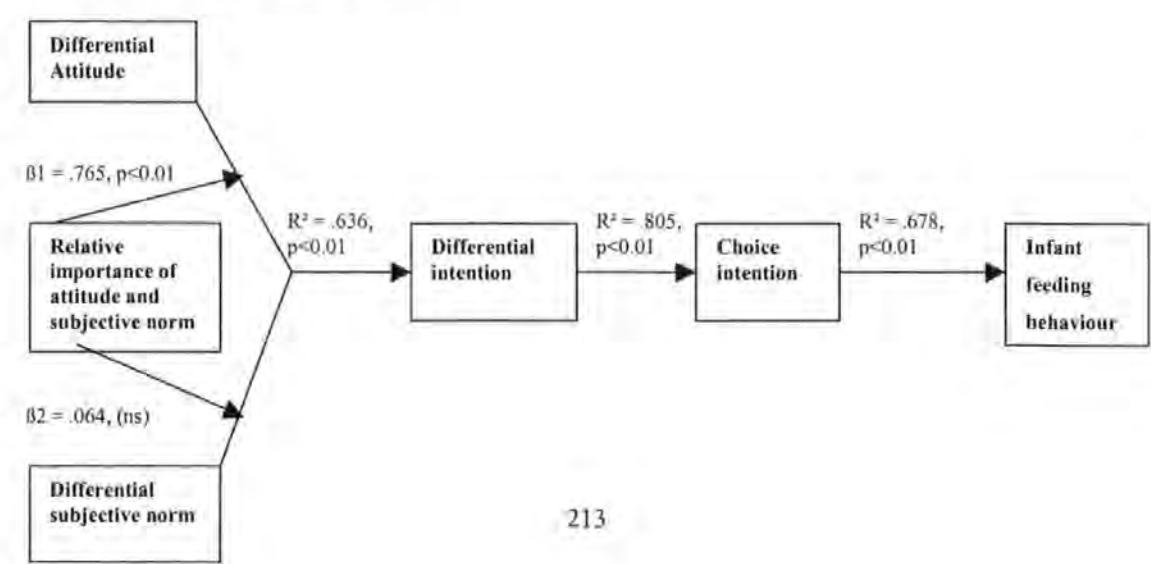 Differential
Attitude
ß1 = .765, p<0.01
Relative
importance of
attitude and
subjective norm
ß2 = .064, (ns)
Differential
subjective norm
R² = .636,
p<0.01
Differential
intention
R² = .805,
p<0.01
Choice
intention
R² = .678,
p<0.01
Infant
feeding
behaviour
213